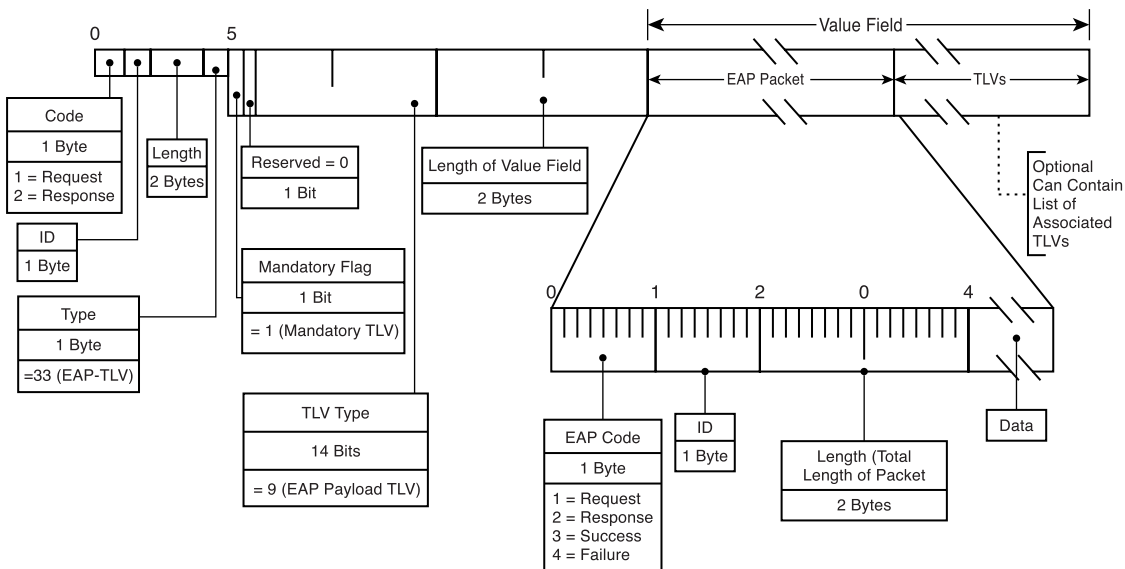 Value Field
0
5
EAP Packet
TLVs
Code
1 Byte
1 = Request
2 = Response
Length
2 Bytes
Reserved = 0
1 Bit
Length of Value Field
2 Bytes
Optional
Can Contain
List of
Associated
TLVs
ID
1 Byte
Mandatory Flag
1 Bit
= 1 (Mandatory TLV)
Type
1 Byte
=33 (EAP-TLV)
0
1
2
0
4
TLV Type
14 Bits
= 9 (EAP Payload TLV)
EAP Code
1 Byte
1 = Request
2 = Response
3 = Success
4 = Failure
ID
1 Byte
Length (Total
Length of Packet
2 Bytes
Data